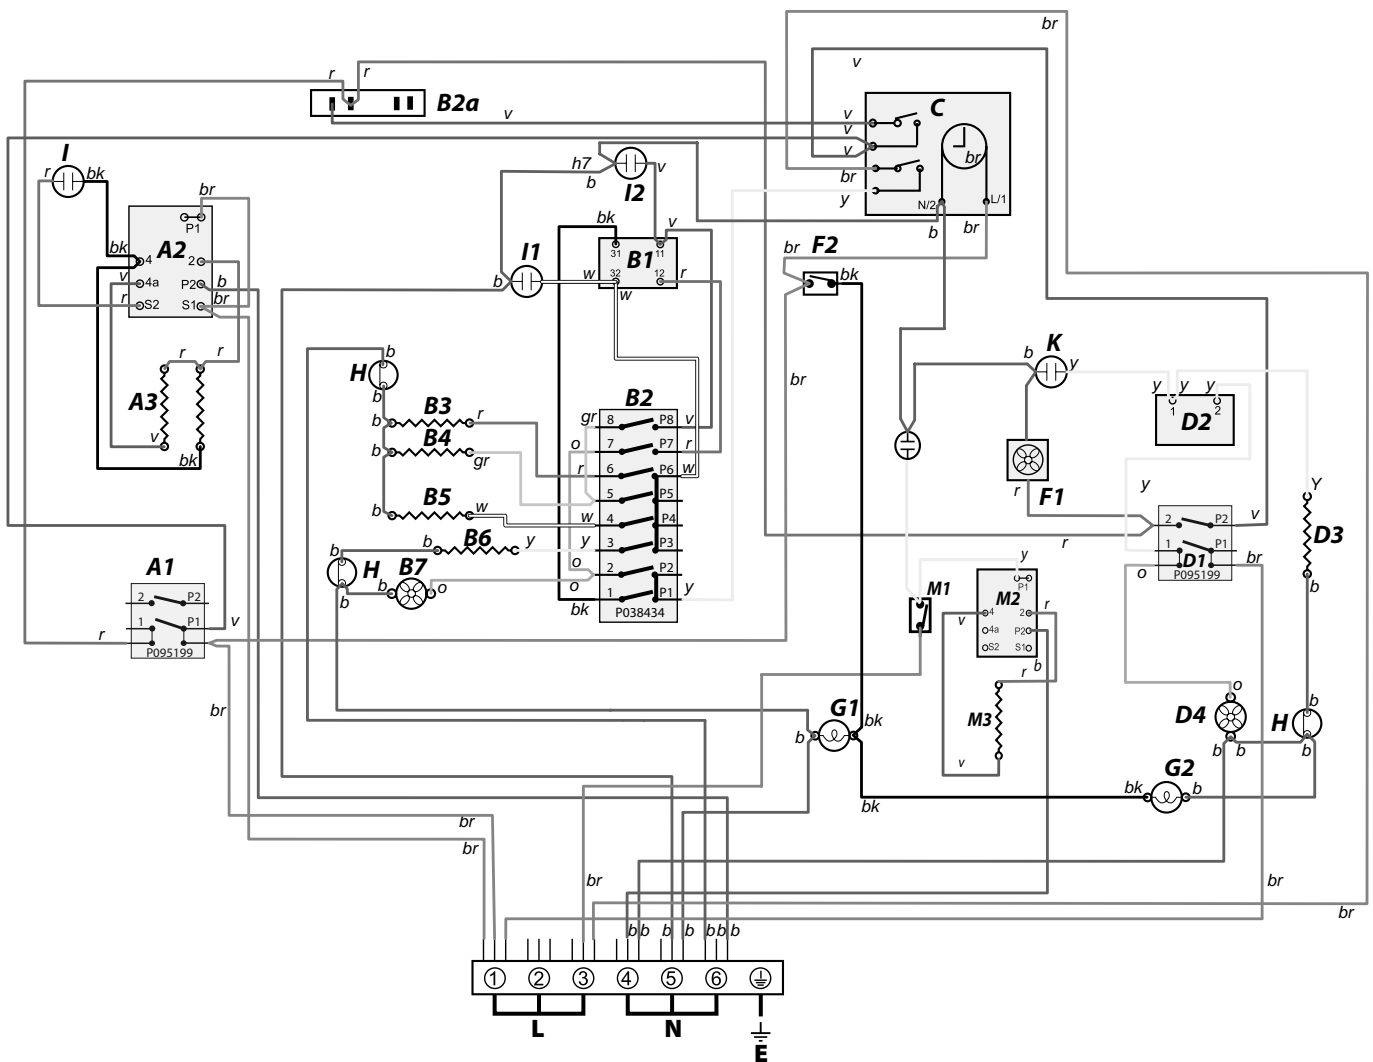 br
v
r
r
B2a
v
C
v
v
v
br
br
y
N/2
L/1
b
br
I
r
bk
br
P1
A2
bk
4
2
v
4a
P2
b
r
S2
S1
br
r
r
A3
v
bk
h7
b
I2
v
bk
31
11
v
B1
I1
w
32
12
r
b
w
br
F2
bk
br
H
b
b
b
B3
r
b
B4
gr
b
B5
w
b
B6
y
b
H
b
B7
o
b
B2
gr
8
P8
v
o
7
P7
r
r
6
P6
w
5
P5
w
4
P4
y
3
P3
o
2
P2
o
1
P1
y
bk
P038434
K
b
y
y
y
y
1
2
D2
F1
r
y
Y
D3
b
2
P2
v
r
1
P1
br
o
D1
P095199
A1
2
P2
1
P1
v
r
P095199
br
M1
y
P1
M2
4
2
r
v
4a
P2
S2
S1
b
r
M3
v
G1
b
bk
bk
o
D4
b
b
b
H
b
G2
bk
b
br
br
br
br
br
b
b
b
b
b
b
b
1
2
3
4
5
6
L
N
E